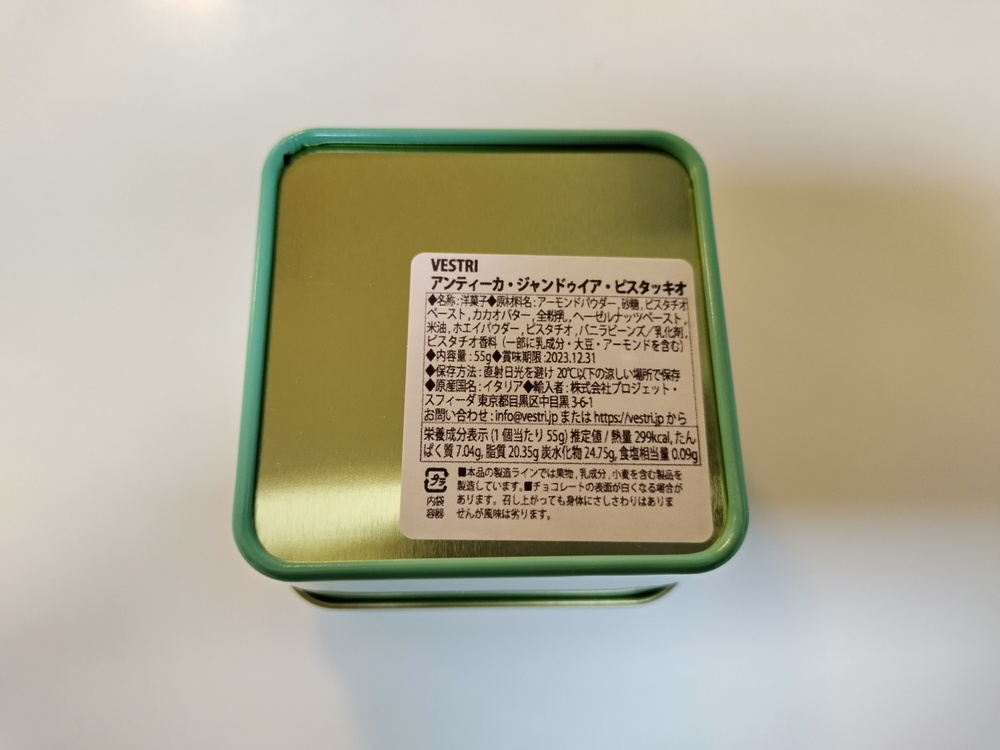 VESTRI
アンティーカ・ジャンドゥイア・ピスタッキオ
◆名称:洋菓子◆原材料名:アーモンドパウダー,砂糖,ピスタチオ
ペースト,カカオバター,全粉乳,ヘーゼルナッツペースト,
米油,ホエイパウダー,ピスタチオ,バニラビーンズ/乳化剤,
ピスタチオ香料(一部に乳成分・大豆・アーモンドを含む)
◆内容量:55g◆賞味期限:2023.12.31
◆保存方法:直射日光を避け 20℃以下の涼しい場所で保存
◆原産国名:イタリア◆輸入者:株式会社プロジェット・
スフィーダ 東京都目黒区中目黒 3-6-1
お問い合わせ:info@vestri.jp または https://vestri.jp から
栄養成分表示 (1個当たり 55g) 推定値 / 熱量 299kcal, たん
ぱく質 7.04g, 脂質 20.35g 炭水化物 24.75g, 食塩相当量 0.09g
プラ
内袋
容器
■本品の製造ラインでは果物,乳成分,小麦を含む製品を
製造しています。■チョコレートの表面が白くなる場合が
あります。召し上がっても身体にさしさわりはありま
せんが風味は劣ります。